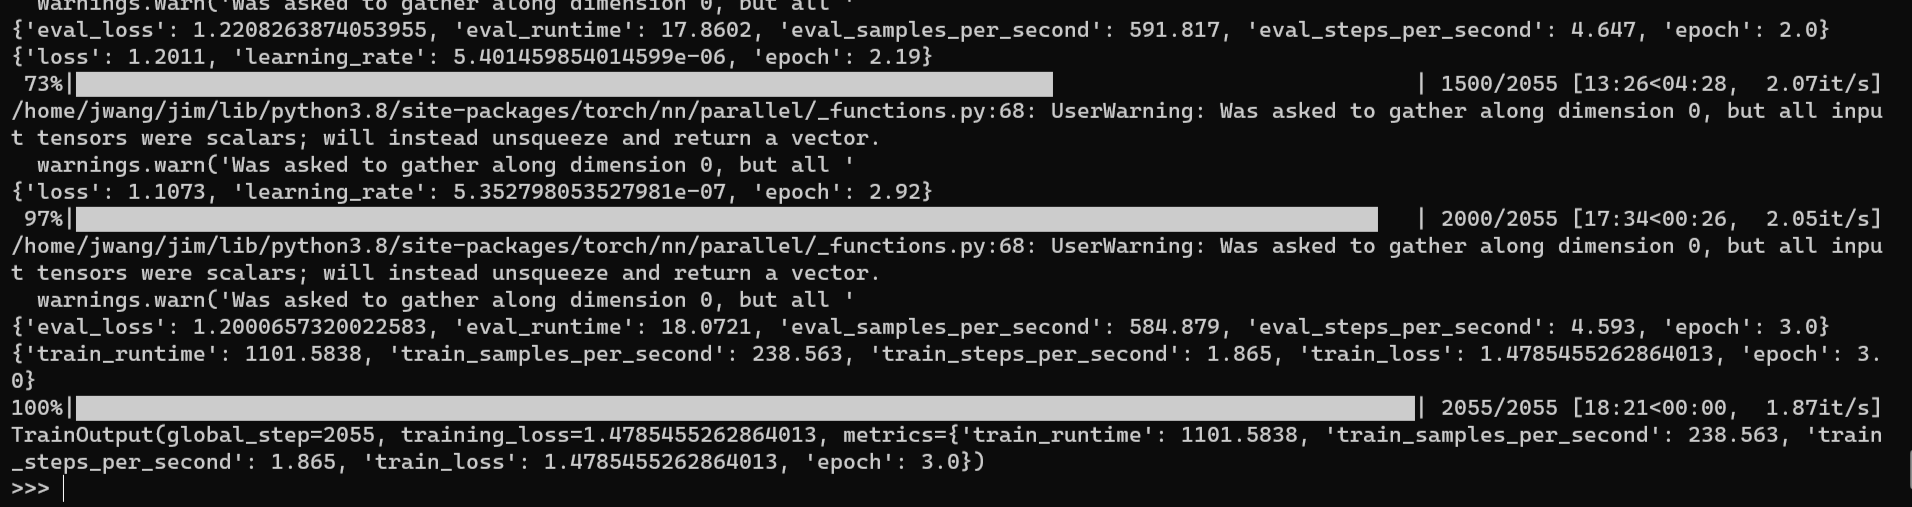 warnings.warn('Was asked to gather along dimension 0, but all '
{'eval_loss': 1.2208263874053955, 'eval_runtime': 17.8602, 'eval_samples_per_second': 591.817, 'eval_steps_per_second': 4.647, 'epoch': 2.0}
{'loss': 1.2011, 'learning_rate': 5.4014598540145 99e-06, 'epoch': 2.19}
73%| | 1500/2055 [13:26<04:28, 2.07it/s]
/home/jwang/jim/lib/python3.8/site-packages/torch/nn/parallel/_functions.py:68: UserWarning: Was asked to gather along dimension 0, but all inpu
t tensors were scalars; will instead unsqueeze and return a vector.
warnings.warn('Was asked to gather along dimension 0, but all '
{'loss': 1.1073, 'learning_rate': 5.352798053527981e-07, 'epoch': 2.92}
97%| | 2000/2055 [17:34<00:26, 2.05it/s]
/home/jwang/jim/lib/python3.8/site-packages/torch/nn/parallel/_functions.py:68: UserWarning: Was asked to gather along dimension 0, but all inpu
t tensors were scalars; will instead unsqueeze and return a vector.
warnings.warn('Was asked to gather along dimension 0, but all '
{'eval_loss': 1.2000657320022583, 'eval_runtime': 18.0721, 'eval_samples_per_second': 584.879, 'eval_steps_per_second': 4.593, 'epoch': 3.0}
{'train_runtime': 1101.5838, 'train_samples_per_second': 238.563, 'train_steps_per_second': 1.865, 'train_loss': 1.4785455262864013, 'epoch': 3.
0}
100%| | 2055/2055 [18:21<00:00, 1.87it/s]
TrainOutput(global_step=2055, training_loss=1.4785455262864013, metrics={'train_runtime': 1101.5838, 'train_samples_per_second': 238.563, 'train
_steps_per_second': 1.865, 'train_loss': 1.4785455262864013, 'epoch': 3.0})
>>>